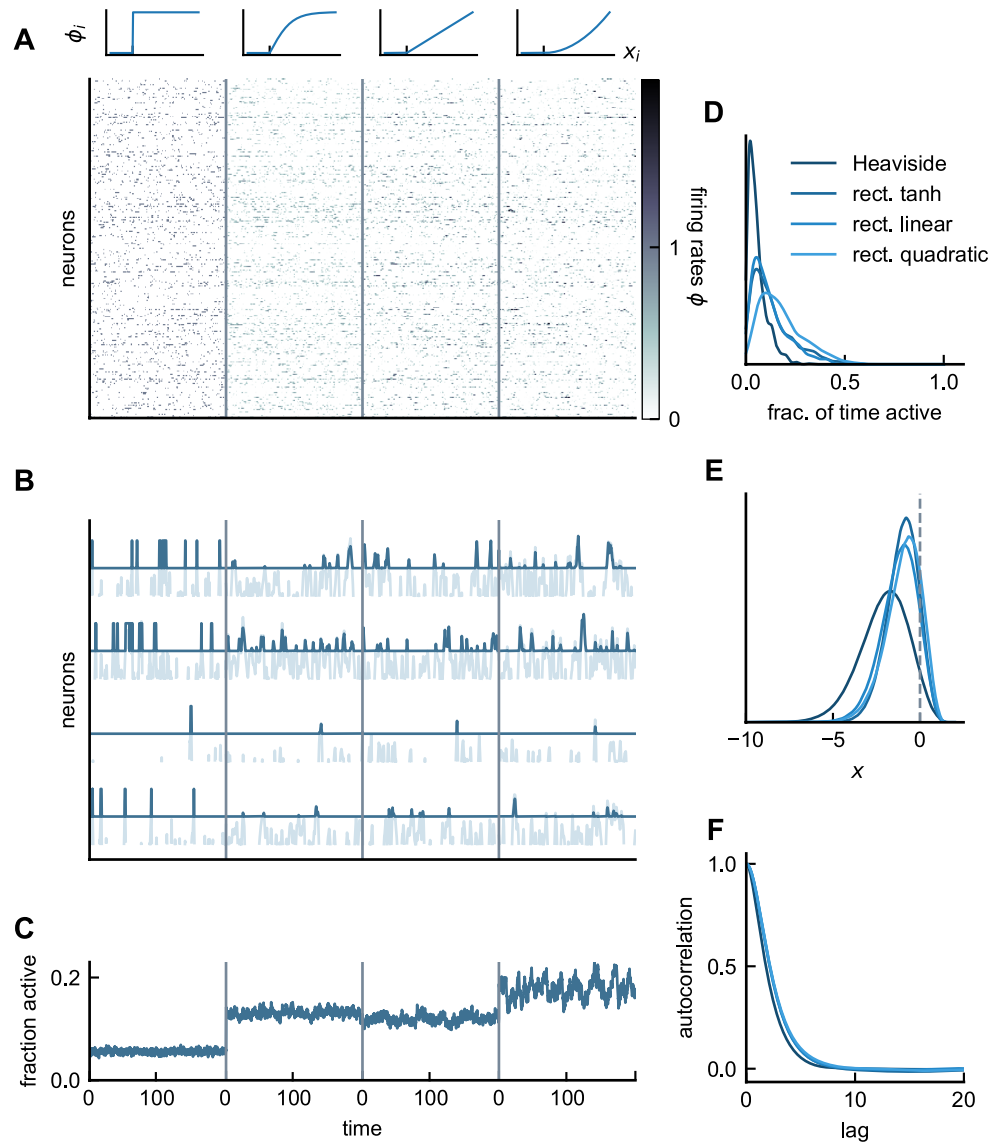 A
ϕi
xi
neurons
1
0
firing rates ϕ
B
neurons
C
fraction active
0.2
0.0
0 100 0 100 0 100 0 100
time
D
Heaviside
rect. tanh
rect. linear
rect. quadratic
0.0 0.5 1.0
frac. of time active
E
−10 −5 0
x
F
autocorrelation
1.0
0.5
0.0
0 10 20
lag